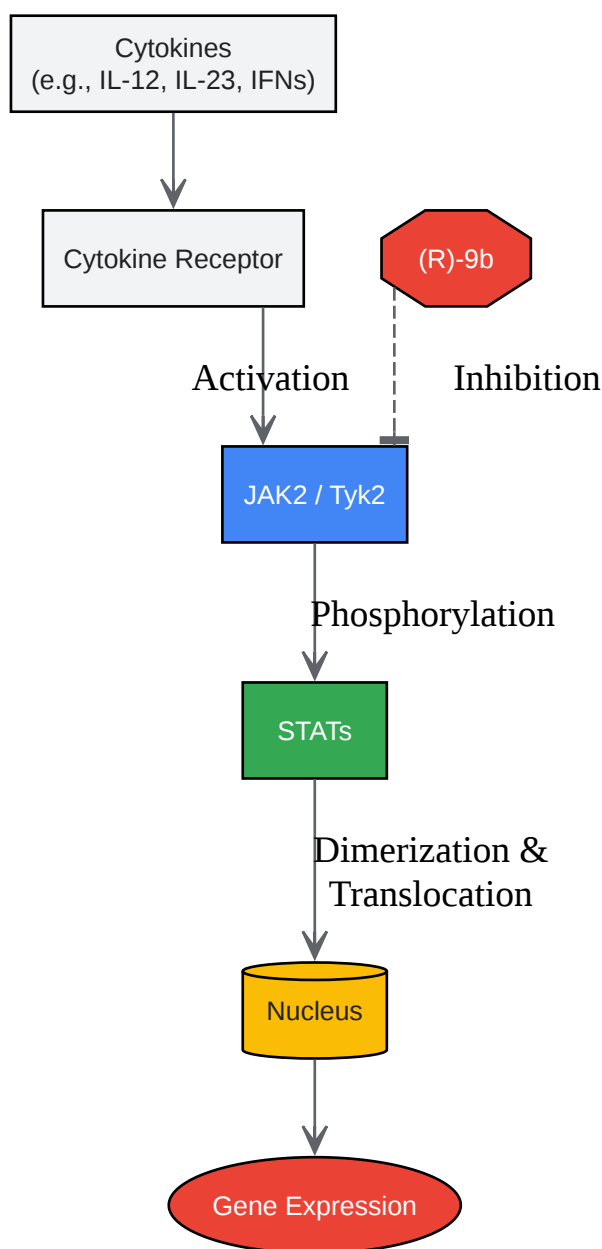 Cytokines
(e.g., IL-12, IL-23, IFNs)
Cytokine Receptor
(R)-9b
Activation
Inhibition
JAK2 / Tyk2
Phosphorylation
STATs
Dimerization &
Translocation
Nucleus
Gene Expression